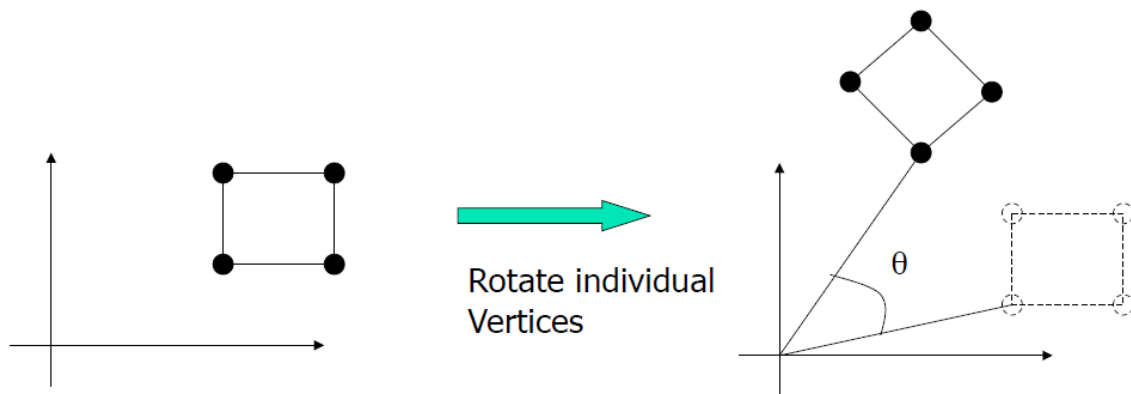 Rotate individual
Vertices
θ